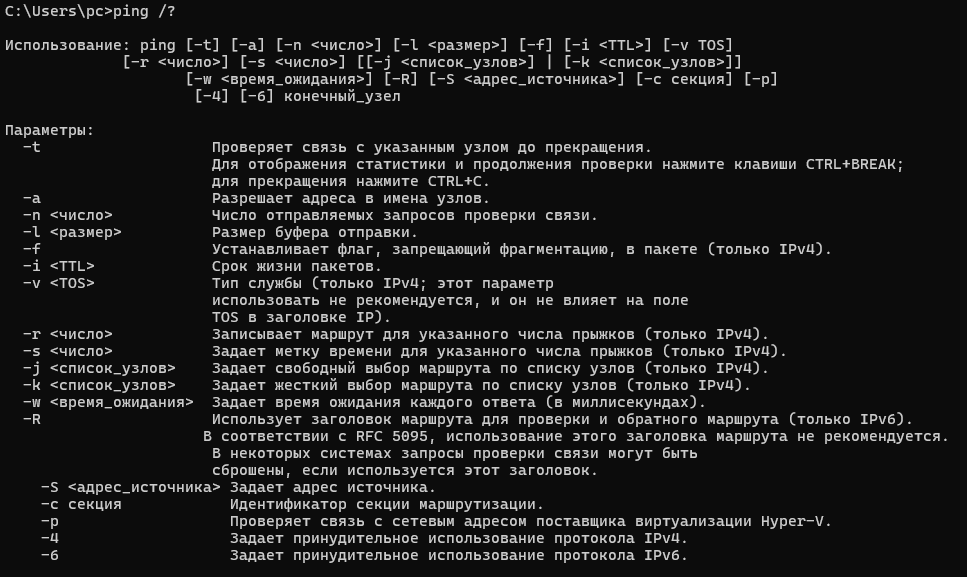 C:\Users\pc>ping /?
Использование: ping [-t] [-a] [-n <число>] [-l <размер>] [-f] [-i <TTL>] [-v TOS]
[-r <число>] [-s <число>] [[-j <список_узлов>] | [-k <список_узлов>]]
[-w <время_ожидания>] [-R] [-S <адрес_источника>] [-c секция] [-p]
[-4] [-6] конечный_узел
Параметры:
-t Проверяет связь с указанным узлом до прекращения.
Для отображения статистики и продолжения проверки нажмите клавиши CTRL+BREAK;
для прекращения нажмите CTRL+C.
-a Разрешает адреса в имена узлов.
-n <число> Число отправляемых запросов проверки связи.
-l <размер> Размер буфера отправки.
-f Устанавливает флаг, запрещающий фрагментацию, в пакете (только IPv4).
-i <TTL> Срок жизни пакетов.
-v <TOS> Тип службы (только IPv4; этот параметр
использовать не рекомендуется, и он не влияет на поле
TOS в заголовке IP).
-r <число> Записывает маршрут для указанного числа прыжков (только IPv4).
-s <число> Задает метку времени для указанного числа прыжков (только IPv4).
-j <список_узлов> Задает свободный выбор маршрута по списку узлов (только IPv4).
-k <список_узлов> Задает жесткий выбор маршрута по списку узлов (только IPv4).
-w <время_ожидания> Задает время ожидания каждого ответа (в миллисекундах).
-R Использует заголовок маршрута для проверки и обратного маршрута (только IPv6).
В соответствии с RFC 5095, использование этого заголовка маршрута не рекомендуется.
В некоторых системах запросы проверки связи могут быть
сброшены, если используется этот заголовок.
-S <адрес_источника> Задает адрес источника.
-c секция Идентификатор секции маршрутизации.
-p Проверяет связь с сетевым адресом поставщика виртуализации Hyper-V.
-4 Задает принудительное использование протокола IPv4.
-6 Задает принудительное использование протокола IPv6.